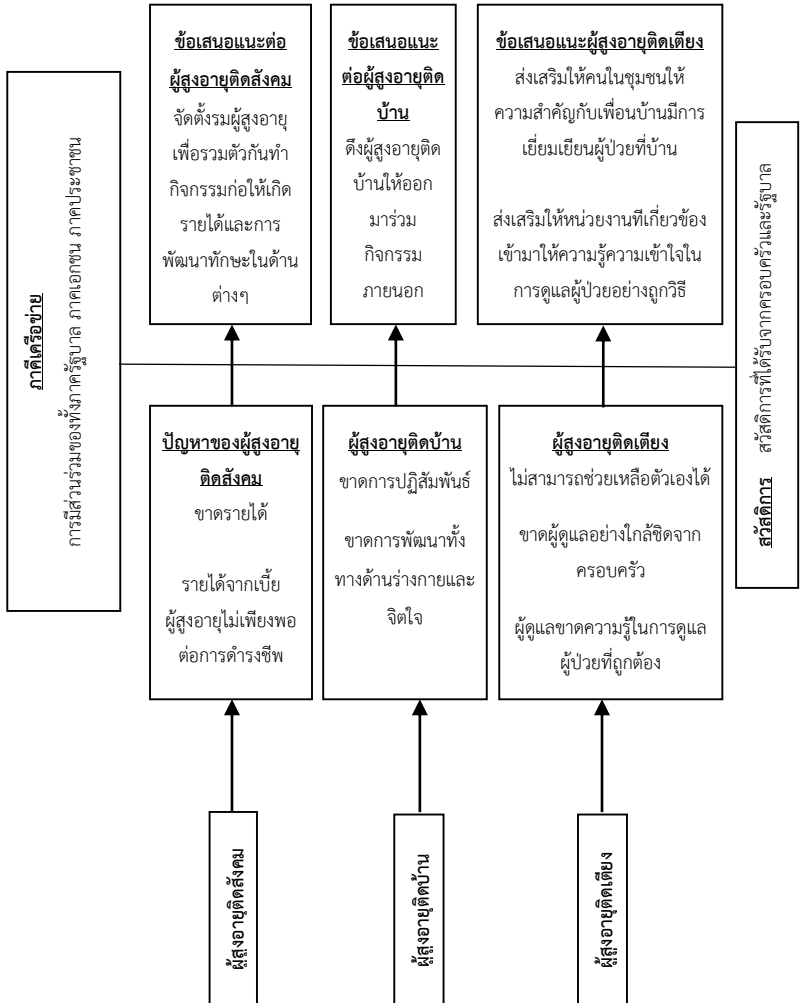 ภาคีเครือข่าย
การมีส่วนร่วมของทั้งภาครัฐบาล ภาคเอกชน ภาคประชาชน
ข้อเสนอแนะต่อ
ผู้สูงอายุติดสังคม
จัดตั้งรมผู้สูงอายุ
เพื่อรวมตัวกันทำ
กิจกรรมก่อให้เกิด
รายได้และการ
พัฒนาทักษะในด้าน
ต่างๆ
ข้อเสนอแนะ
ต่อผู้สูงอายุติด
บ้าน
ดึงผู้สูงอายุติด
บ้านให้ออก
มาร่วม
กิจกรรม
ภายนอก
ข้อเสนอแนะผู้สูงอายุติดเตียง
ส่งเสริมให้คนในชุมชนให้
ความสำคัญกับเพื่อนบ้านมีการ
เยี่ยมเยียนผู้ป่วยที่บ้าน
ส่งเสริมให้หน่วยงานที่เกี่ยวข้อง
เข้ามาให้ความรู้ความเข้าใจใน
การดูแลผู้ป่วยอย่างถูกวิธี
สวัสดิการ สวัสดิการที่ได้รับจากครอบครัวและรัฐบาล
ปัญหาของผู้สูงอายุ
ติดสังคม
ขาดรายได้
รายได้จากเบี้ย
ผู้สูงอายุไม่เพียงพอ
ต่อการดำรงชีพ
ผู้สูงอายุติดบ้าน
ขาดการปฏิสัมพันธ์
ขาดการพัฒนาทั้ง
ทางด้านร่างกายและ
จิตใจ
ผู้สูงอายุติดเตียง
ไม่สามารถช่วยเหลือตัวเองได้
ขาดผู้ดูแลอย่างใกล้ชิดจาก
ครอบครัว
ผู้ดูแลขาดความรู้ในการดูแล
ผู้ป่วยที่ถูกต้อง
ผู้สูงอายุติดสังคม
ผู้สูงอายุติดบ้าน
ผู้สูงอายุติดเตียง